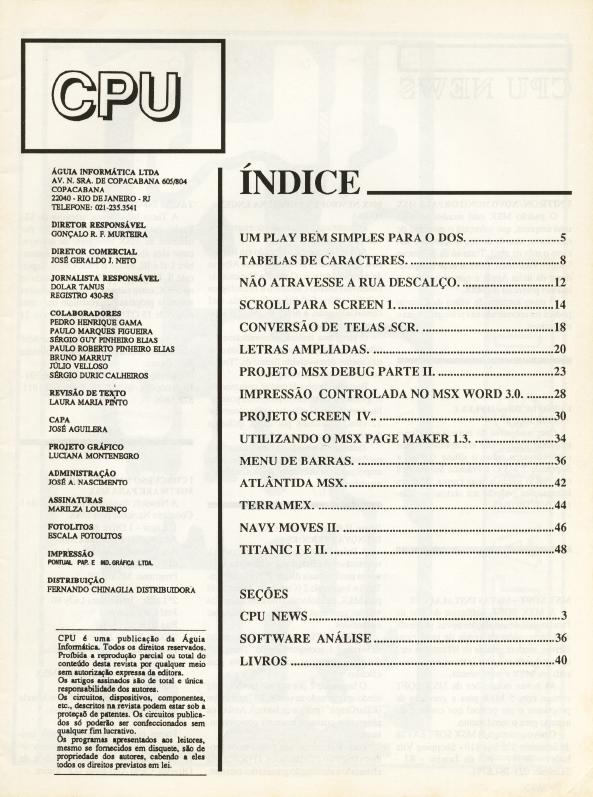 CPU
ÁGUIA INFORMÁTICA LTDA
AV. N. SRA. DE COPACABANA 605/804
COPACABANA
22040 - RIO DE JANEIRO - RJ
TELEFONE: 021-235.3541
DIRETOR RESPONSÁVEL
GONÇALO R. F. MURTEIRA
DIRETOR COMERCIAL
JOSÉ GERALDO J. NETO
JORNALISTA RESPONSÁVEL
DOLAR TANUS
REGISTRO 430-RS
COLABORADORES
PEDRO HENRIQUE GAMA
PAULO MARQUES FIGUEIRA
SÉRGIO GUY PINHEIRO ELIAS
PAULO ROBERTO PINHEIRO ELIAS
BRUNO MARRUT
JÚLIO VELLOSO
SÉRGIO DURIC CALHEIROS
REVISÃO DE TEXTO
LAURA MARIA PINTO
CAPA
JOSÉ AGUILERA
PROJETO GRÁFICO
LUCIANA MONTENEGRO
ADMINISTRAÇÃO
JOSÉ A. NASCIMENTO
ASSINATURAS
MARILZA LOURENÇO
FOTOLITOS
ESCALA FOTOLITOS
IMPRESSÃO
PONTUAL PAP. E IND. GRÁFICA LTDA.
DISTRIBUIÇÃO
FERNANDO CHINAGLIA DISTRIBUIDORA
CPU é uma publicação da Águia
Informática. Todos os direitos reservados.
Proibida a reprodução parcial ou total do
conteúdo desta revista por qualquer meio
sem autorização expressa da editora.
Os artigos assinados são de total e única
responsabilidade dos autores.
Os circuitos, dispositivos, componentes,
etc., descritos na revista podem estar sob a
proteçaõ de patentes. Os circuitos publica-
dos só poderão ser confeccionados sem
qualquer fim lucrativo.
Os programas apresentados aos leitores,
mesmo se fornecidos em disquete, são de
propriedade dos autores, cabendo a eles
todos os direitos previstos em lei.
ÍNDICE
UM PLAY BEM SIMPLES PARA O DOS. ............................5
TABELAS DE CARACTERES. .............................................8
NÃO ATRAVESSE A RUA DESCALÇO. ............................12
SCROLL PARA SCREEN 1. ................................................14
CONVERSÃO DE TELAS .SCR. .........................................18
LETRAS AMPLIADAS. ......................................................20
PROJETO MSX DEBUG PARTE II. ...................................23
IMPRESSÃO CONTROLADA NO MSX WORD 3.0. ........28
PROJETO SCREEN IV.. .....................................................30
UTILIZANDO O MSX PAGE MAKER 1.3. ........................34
MENU DE BARRAS. ..........................................................36
ATLÂNTIDA MSX. .............................................................42
TERRAMEX. .......................................................................44
NAVY MOVES II. ................................................................46
TITANIC I E II. ...................................................................48
SEÇÕES
CPU NEWS ............................................................................3
SOFTWARE ANÁLISE .......................................................36
LIVROS ...............................................................................40